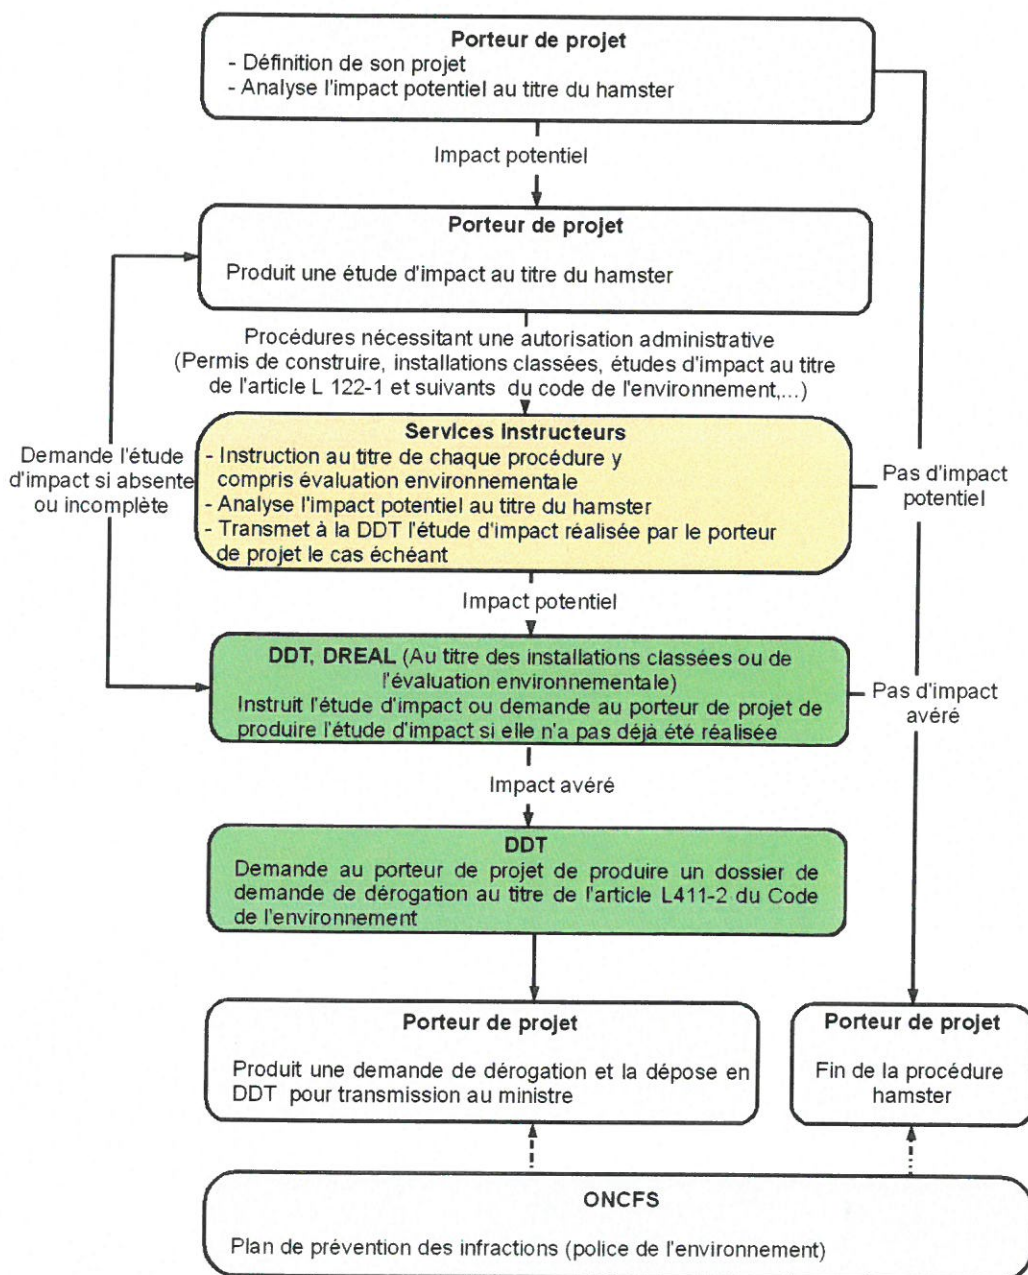 Porteur de projet
- Définition de son projet
- Analyse l'impact potentiel au titre du hamster
Impact potentiel
Porteur de projet
Produit une étude d'impact au titre du hamster
Procédures nécessitant une autorisation administrative
(Permis de construire, installations classées, études d'impact au titre
de l'article L 122-1 et suivants du code de l'environnement,...)
Demande l'étude
d'impact si absente
ou incomplète
Services instructeurs
- Instruction au titre de chaque procédure y
compris évaluation environnementale
- Analyse l'impact potentiel au titre du hamster
- Transmet à la DDT l'étude d'impact réalisée par le porteur
de projet le cas échéant
Pas d'impact
potentiel
Impact potentiel
DDT, DREAL (Au titre des installations classées ou de
l'évaluation environnementale)
Instruit l'étude d'impact ou demande au porteur de projet de
produire l'étude d'impact si elle n'a pas déjà été réalisée
Pas d'impact
avéré
Impact avéré
DDT
Demande au porteur de projet de produire un dossier de
demande de dérogation au titre de l'article L411-2 du Code
de l'environnement
Porteur de projet
Produit une demande de dérogation et la dépose en
DDT pour transmission au ministre
Porteur de projet
Fin de la procédure
hamster
ONCFS
Plan de prévention des infractions (police de l'environnement)